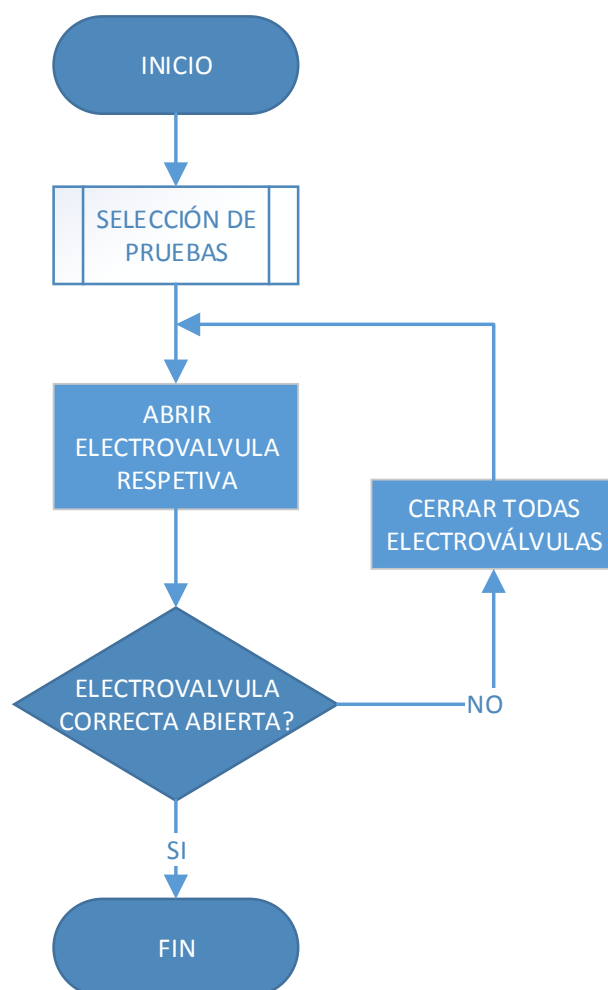 INICIO
SELECCIÓN DE
PRUEBAS
ABRIR
ELECTROVALVULA
RESPETIVA
CERRAR TODAS
ELECTROVÁLVULAS
ELECTROVALVULA
CORRECTA ABIERTA?
NO
SI
FIN